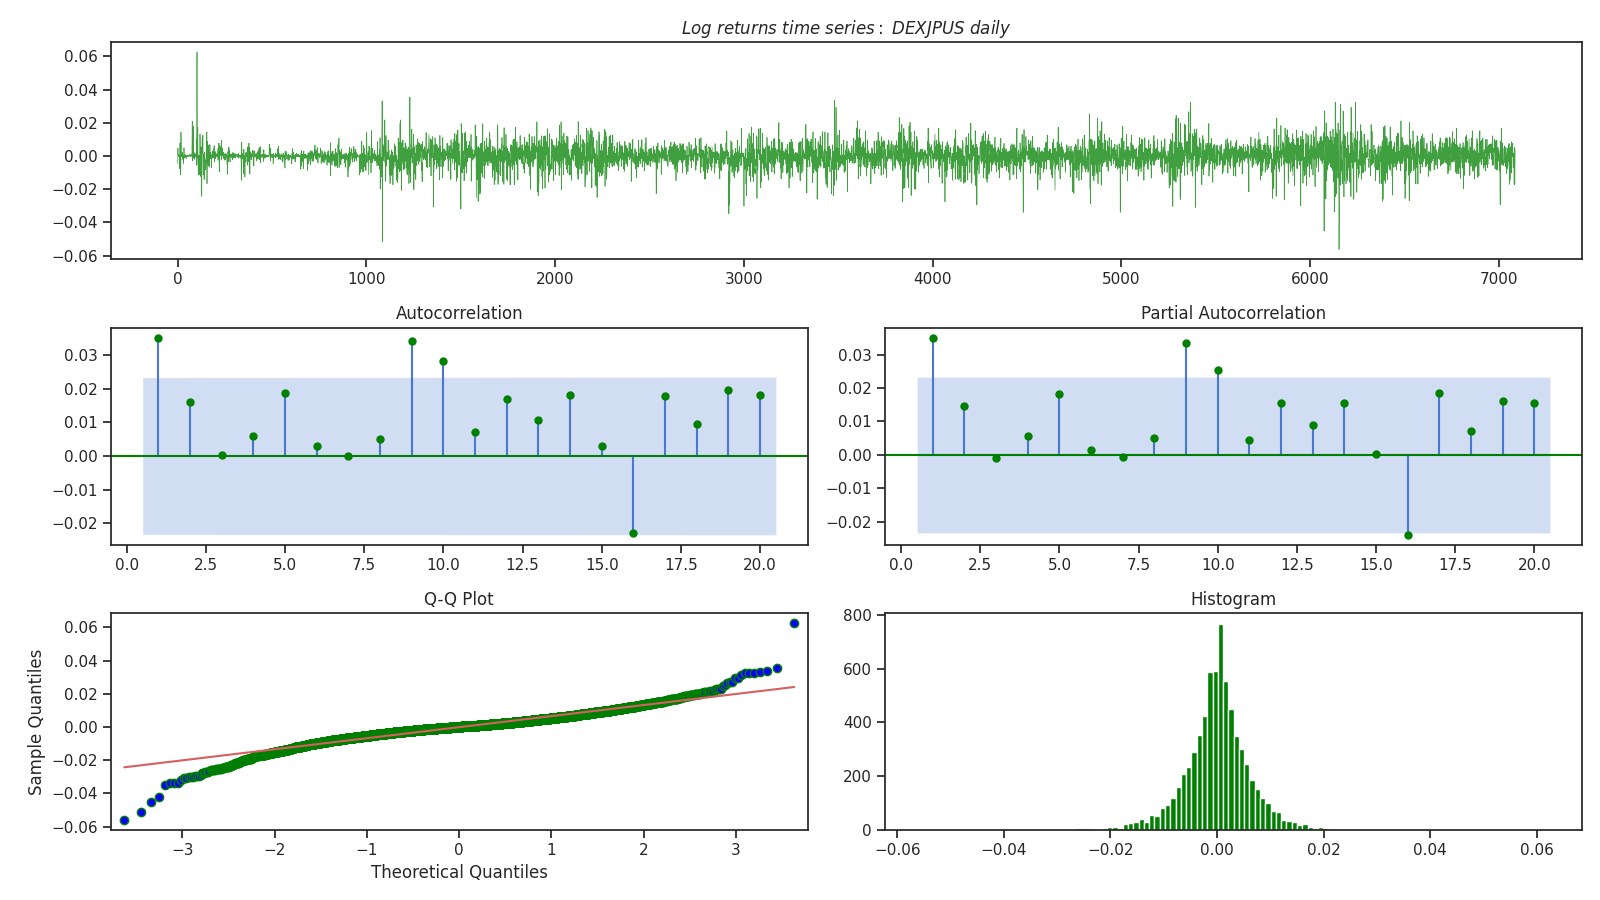 Log returns time series: DEXJPUS daily
0.06
0.04
0.02
0.00
−0.02
−0.04
−0.06
0 1000 2000 3000 4000 5000 6000 7000
Autocorrelation
0.03
0.02
0.01
0.00
−0.01
−0.02
0.0 2.5 5.0 7.5 10.0 12.5 15.0 17.5 20.0
Partial Autocorrelation
0.03
0.02
0.01
0.00
−0.01
−0.02
0.0 2.5 5.0 7.5 10.0 12.5 15.0 17.5 20.0
Q-Q Plot
Sample Quantiles
0.06
0.04
0.02
0.00
−0.02
−0.04
−0.06
−3 −2 −1 0 1 2 3
Theoretical Quantiles
Histogram
800
600
400
200
0
−0.06 −0.04 −0.02 0.00 0.02 0.04 0.06